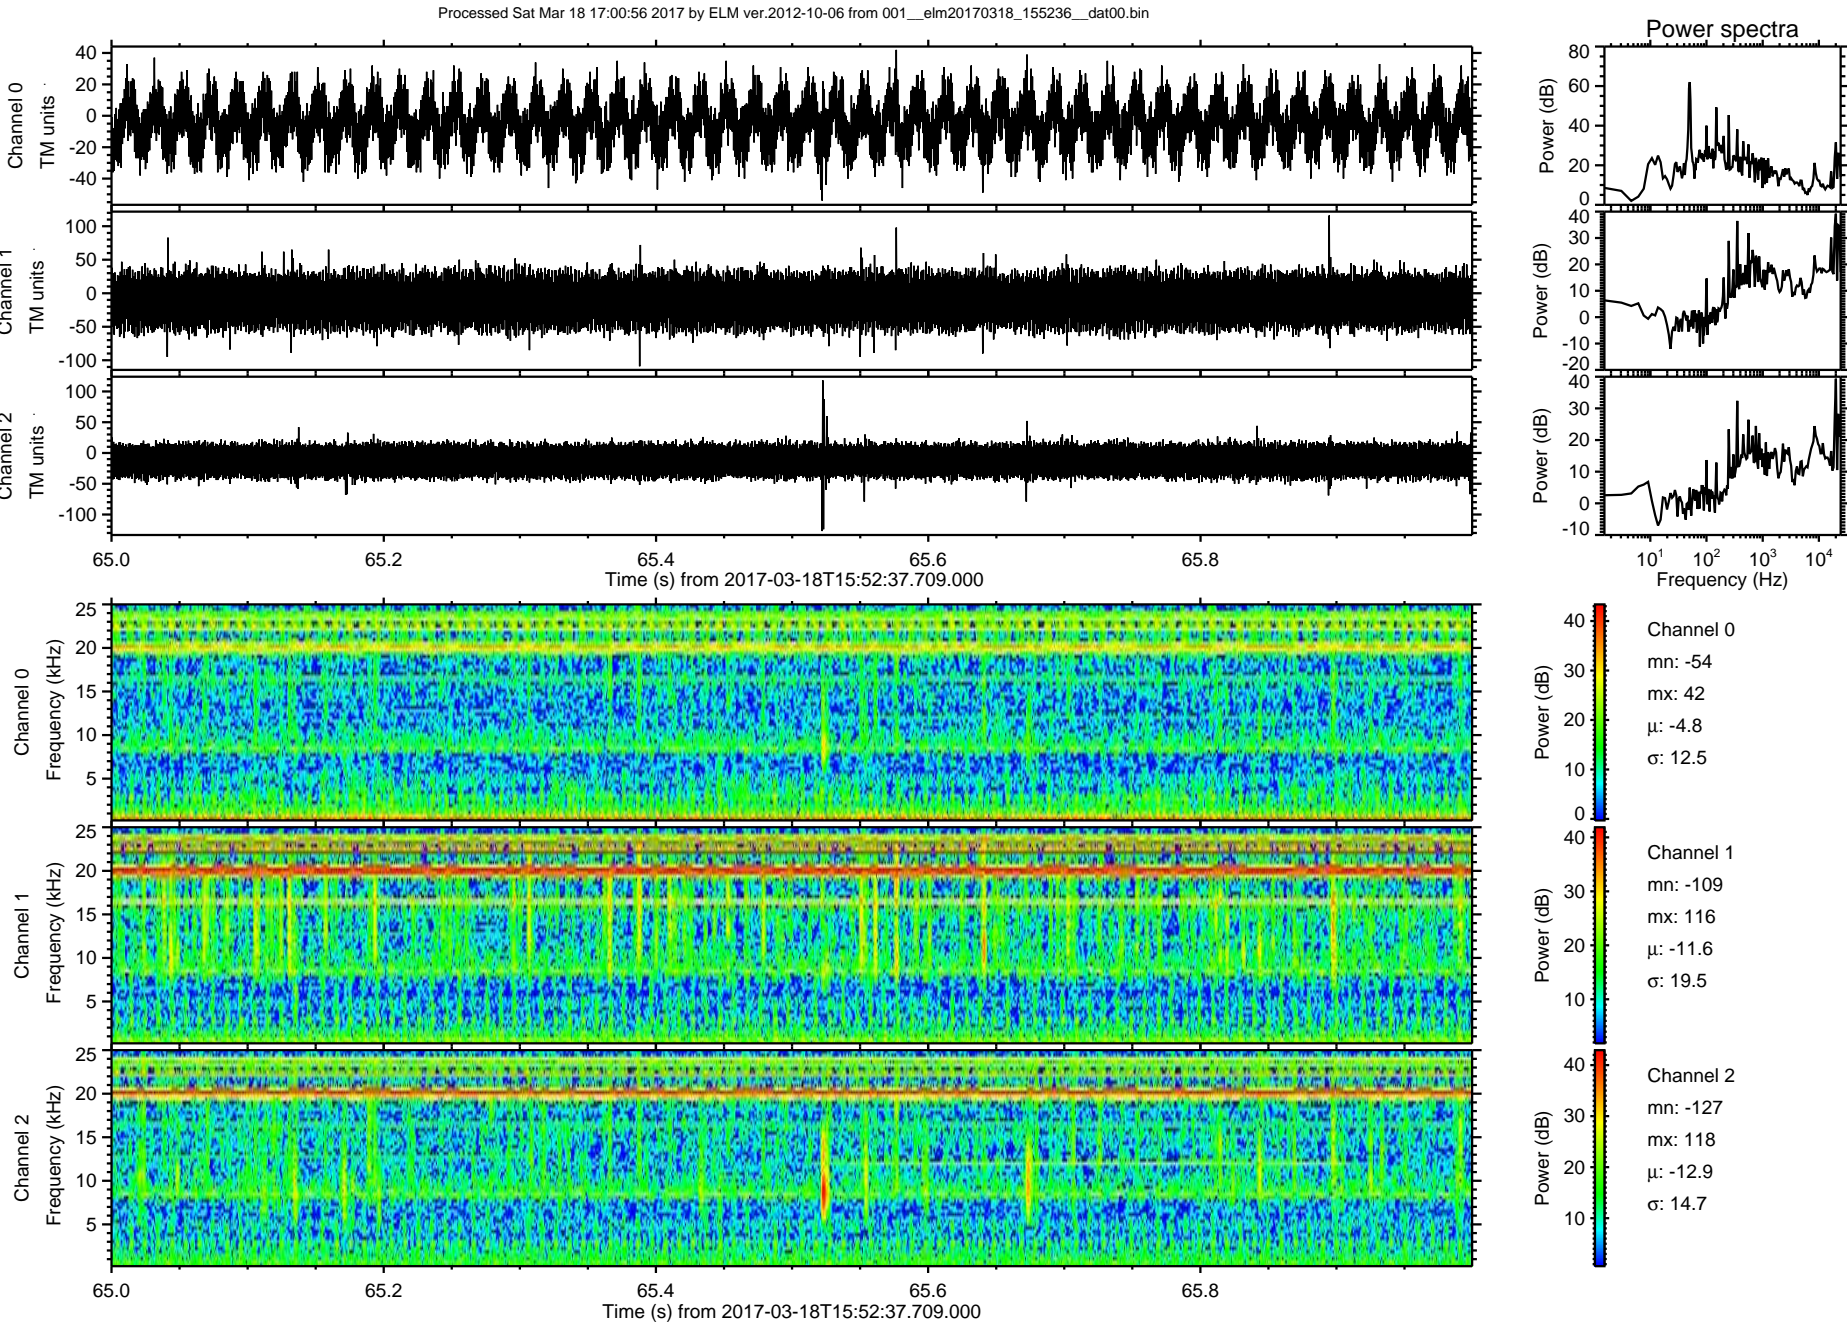 Processed Sat Mar 18 17:00:56 2017 by ELM ver.2012-10-06 from 001__elm20170318_155236__dat00.bin
Power spectra
Channel 0
TM units
40
20
0
-20
-40
Power (dB)
80
60
40
20
0
Channel 1
TM units
100
50
0
-50
-100
Power (dB)
40
30
20
10
0
-10
-20
Channel 2
TM units
100
50
0
-50
-100
Power (dB)
40
30
20
10
0
-10
65.0 65.2 65.4 65.6 65.8
Time (s) from 2017-03-18T15:52:37.709.000
10^1 10^2 10^3 10^4
Frequency (Hz)
Channel 0
Frequency (kHz)
25
20
15
10
5
Power (dB)
40
30
20
10
0
Channel 0
mn: -54
mx: 42
μ: -4.8
σ: 12.5
Channel 1
Frequency (kHz)
25
20
15
10
5
Power (dB)
40
30
20
10
Channel 1
mn: -109
mx: 116
μ: -11.6
σ: 19.5
Channel 2
Frequency (kHz)
25
20
15
10
5
Power (dB)
40
30
20
10
Channel 2
mn: -127
mx: 118
μ: -12.9
σ: 14.7
65.0 65.2 65.4 65.6 65.8
Time (s) from 2017-03-18T15:52:37.709.000